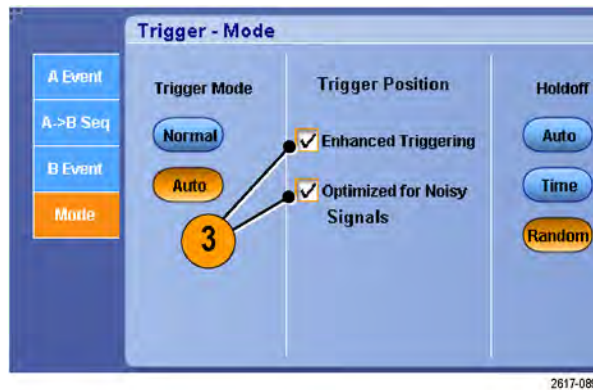 Trigger - Mode
A Event
A->B Seq
B Event
Mode
Trigger Mode
Normal
Auto
3
Trigger Position
Enhanced Triggering
Optimized for Noisy
Signals
Holdoff
Auto
Time
Random